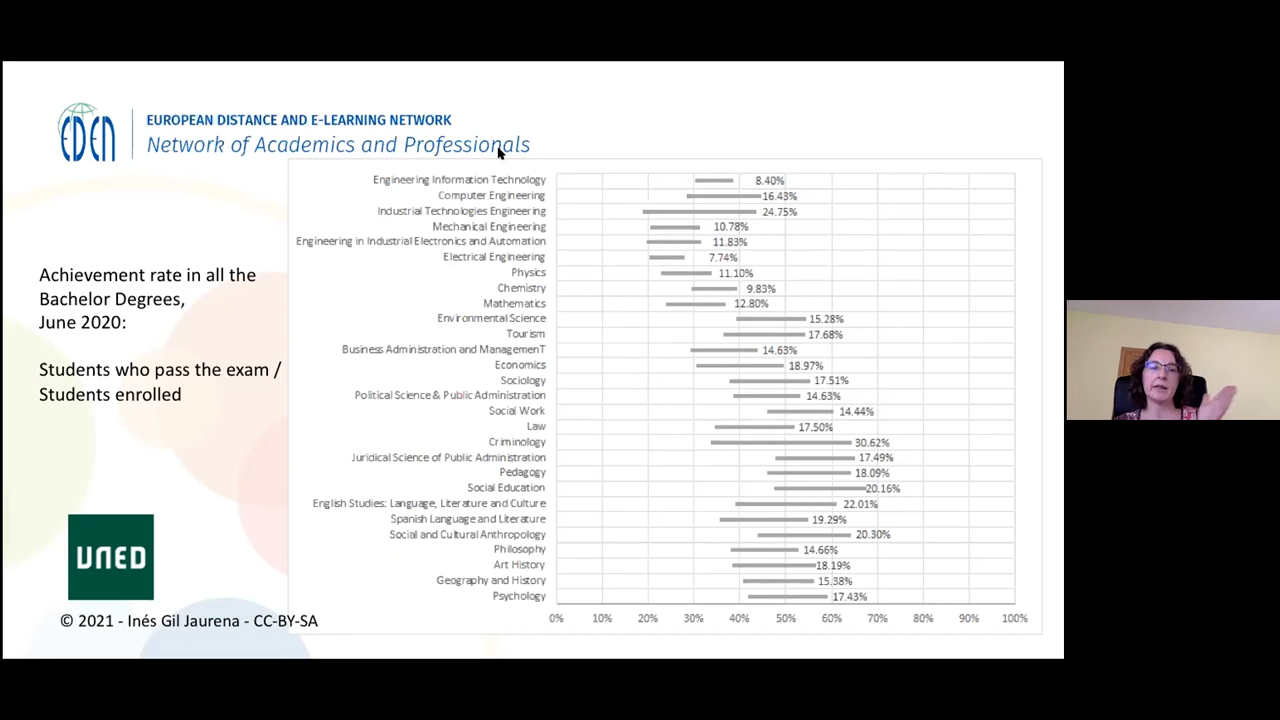 EDEN
EUROPEAN DISTANCE AND E-LEARNING NETWORK
Network of Academics and Professionals
Achievement rate in all the
Bachelor Degrees,
June 2020:
Students who pass the exam /
Students enrolled
UNED
© 2021 - Inés Gil Jaurena - CC-BY-SA
Engineering Information Technology 8.40%
Computer Engineering 16.43%
Industrial Technologies Engineering 24.75%
Mechanical Engineering 10.78%
Engineering in Industrial Electronics and Automation 11.83%
Electrical Engineering 7.74%
Physics 11.10%
Chemistry 9.83%
Mathematics 12.80%
Environmental Science 15.28%
Tourism 17.68%
Business Administration and ManagemenT 14.63%
Economics 18.97%
Sociology 17.51%
Political Science & Public Administration 14.63%
Social Work 14.44%
Law 17.50%
Criminology 30.62%
Juridical Science of Public Administration 17.49%
Pedagogy 18.09%
Social Education 20.16%
English Studies: Language, Literature and Culture 22.01%
Spanish Language and Literature 19.29%
Social and Cultural Anthropology 20.30%
Philosophy 14.66%
Art History 18.19%
Geography and History 15.38%
Psychology 17.43%
0% 10% 20% 30% 40% 50% 60% 70% 80% 90% 100%